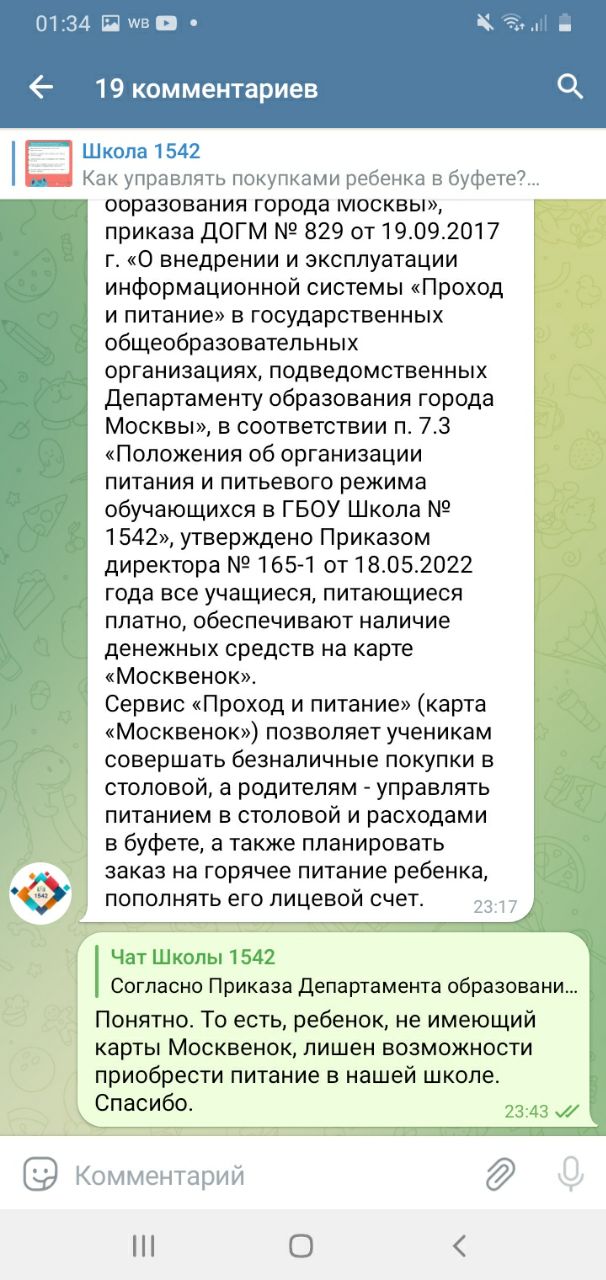 01:34 WB
19 комментариев
Школа 1542
Как управлять покупками ребенка в буфете?...
образования города Москвы»,
приказа ДОГМ № 829 от 19.09.2017
г. «О внедрении и эксплуатации
информационной системы «Проход
и питание» в государственных
общеобразовательных
организациях, подведомственных
Департаменту образования города
Москвы», в соответствии п. 7.3
«Положения об организации
питания и питьевого режима
обучающихся в ГБОУ Школа №
1542», утверждено Приказом
директора № 165-1 от 18.05.2022
года все учащиеся, питающиеся
платно, обеспечивают наличие
денежных средств на карте
«Москвенок».
Сервис «Проход и питание» (карта
«Москвенок») позволяет ученикам
совершать безналичные покупки в
столовой, а родителям - управлять
питанием в столовой и расходами
в буфете, а также планировать
заказ на горячее питание ребенка,
пополнять его лицевой счет.
23:17
1542
Чат Школы 1542
Согласно Приказа Департамента образовани...
Понятно. То есть, ребенок, не имеющий
карты Москвенок, лишен возможности
приобрести питание в нашей школе.
Спасибо.
23:43
Комментарий